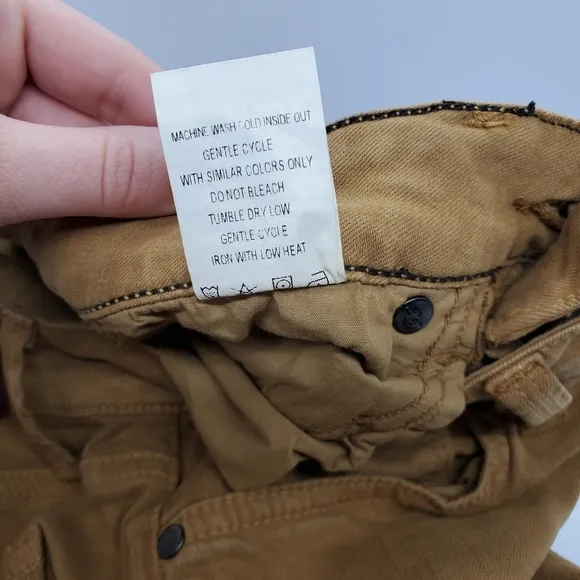 MACHINE WASH COLD INSIDE OUT
GENTLE CYCLE
WITH SIMILAR COLORS ONLY
DO NOT BLEACH
TUMBLE DRY LOW
GENTLE CYCLE
IRON WITH LOW HEAT